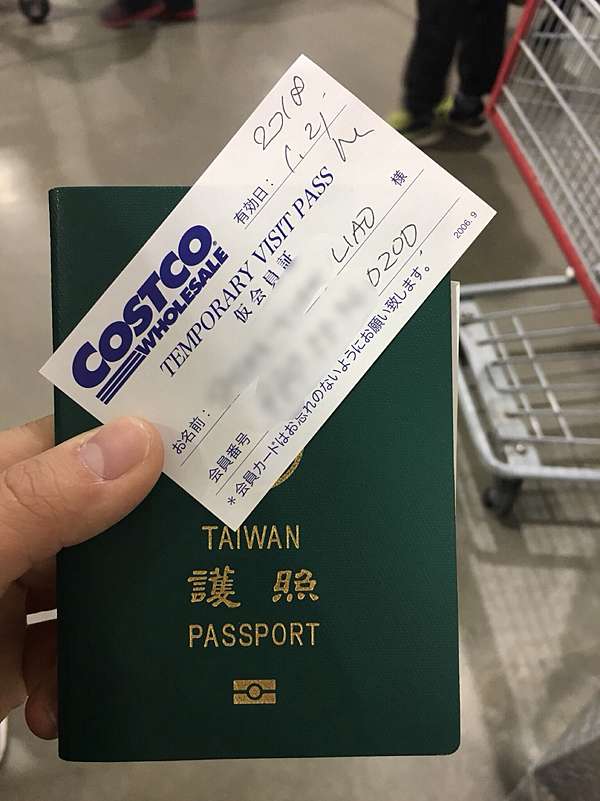 COSTCO
WHOLESALE
TEMPORARY VISIT PASS
仮会員証
有効日: 2018. 1. 21
お名前: LIAO 様
会員番号 0200
*会員カードはお忘れのないようにお願い致します。
2006. 9
TAIWAN
護照
PASSPORT